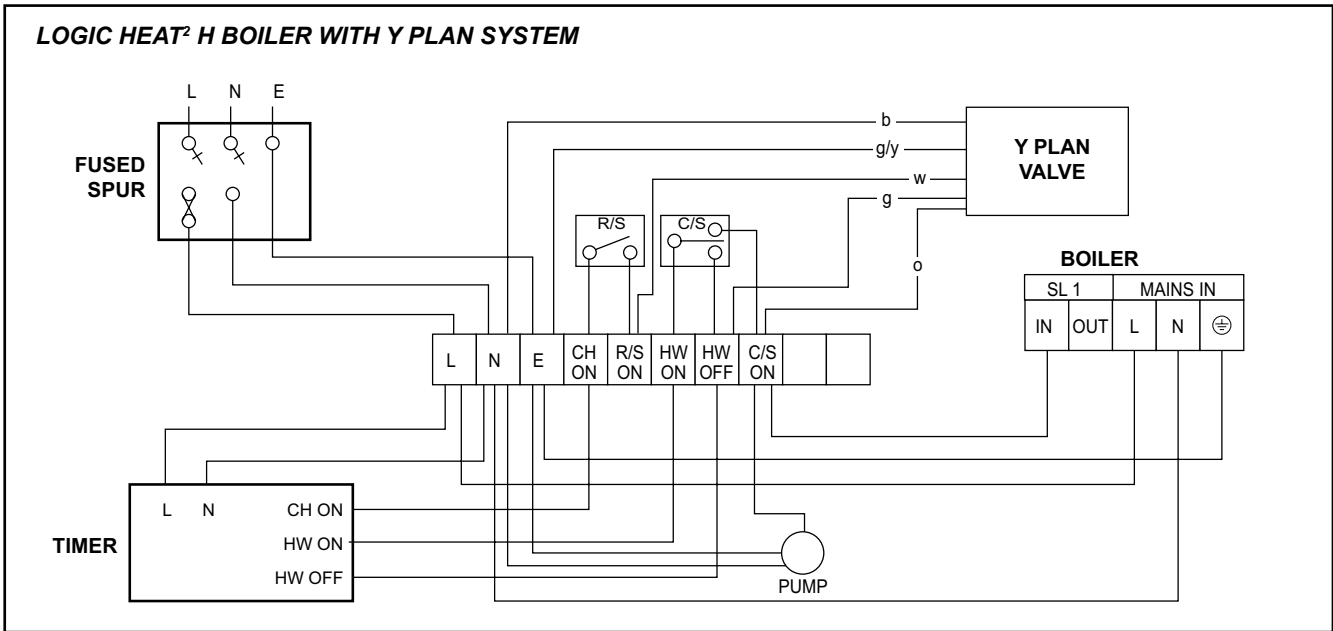 LOGIC HEAT² H BOILER WITH Y PLAN SYSTEM
L N E
FUSED
SPUR
b
g/y
w
g
o
Y PLAN
VALVE
R/S
C/S
BOILER
SL 1 MAINS IN
IN OUT L N
L N E CH ON R/S ON HW ON HW OFF C/S ON
TIMER
L N CH ON
HW ON
HW OFF
PUMP